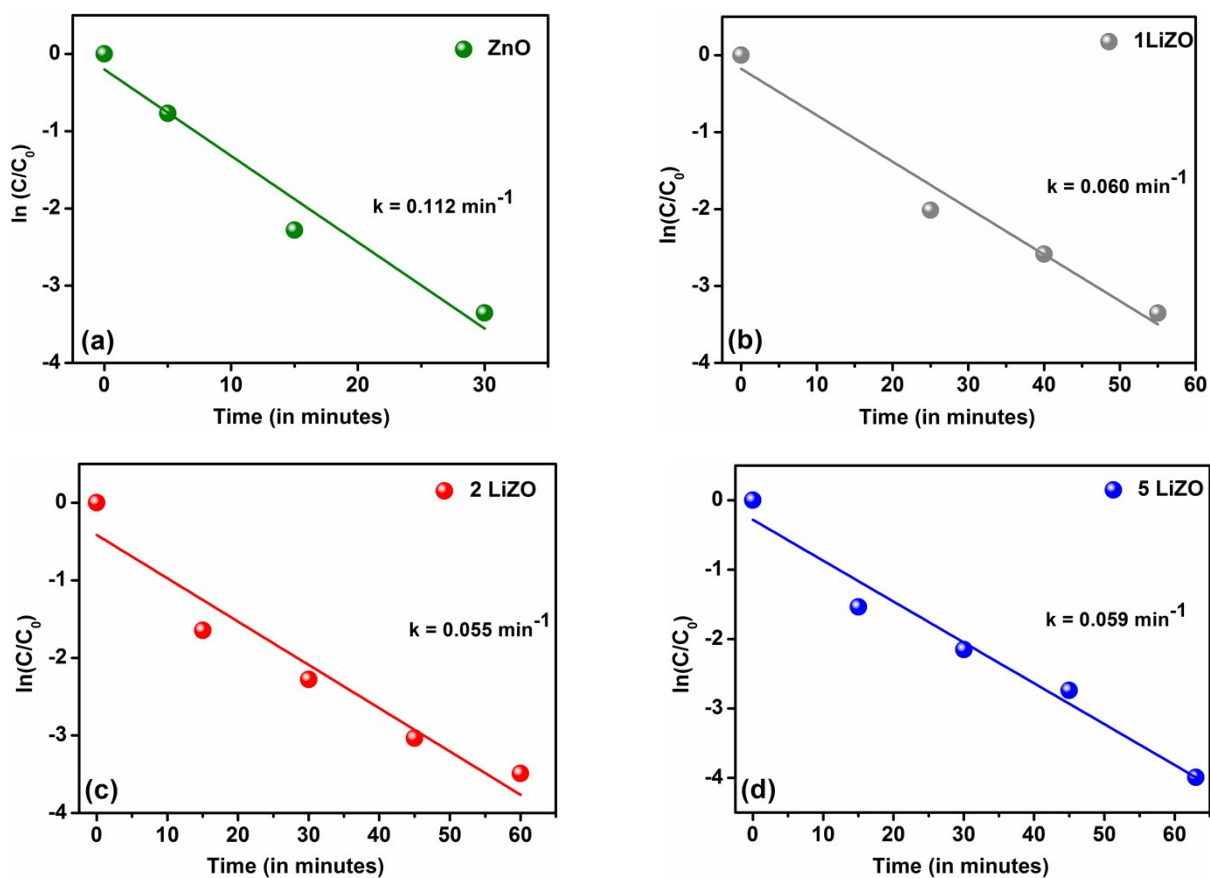 ZnO
ln (C/C₀)
0
-1
-2
-3
-4
k = 0.112 min⁻¹
(a)
0 10 20 30
Time (in minutes)
1LiZO
ln(C/C₀)
0
-1
-2
-3
-4
k = 0.060 min⁻¹
(b)
0 10 20 30 40 50 60
Time (in minutes)
2 LiZO
ln(C/C₀)
0
-1
-2
-3
-4
k = 0.055 min⁻¹
(c)
0 10 20 30 40 50 60
Time (in minutes)
5 LiZO
ln(C/C₀)
0
-1
-2
-3
-4
k = 0.059 min⁻¹
(d)
0 10 20 30 40 50 60
Time (in minutes)